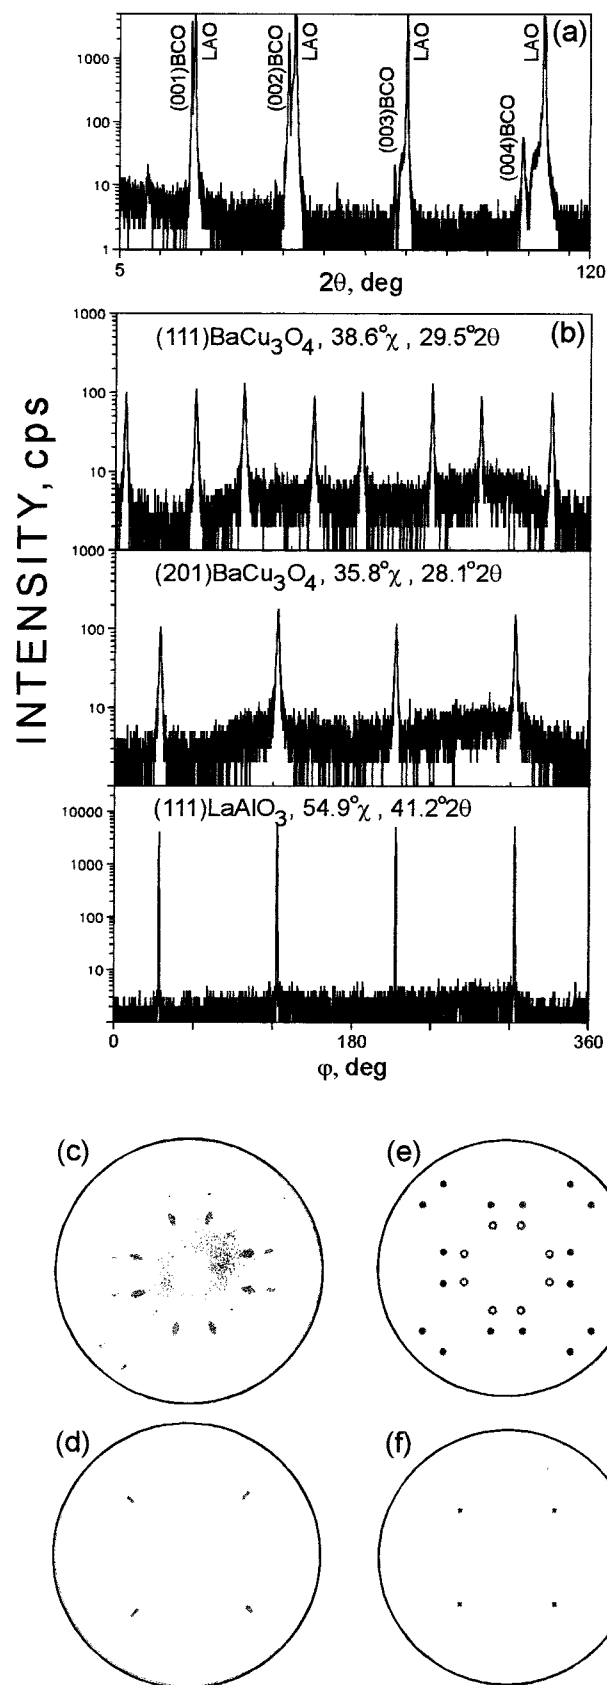 (a)
1000
100
10
1
(001)BCO
LAO
(002)BCO
LAO
(003)BCO
LAO
(004)BCO
LAO
5
120
2θ, deg
INTENSITY, cps
(b)
1000
100
10
(111)BaCu3O4, 38.6°χ, 29.5°2θ
1000
100
10
(201)BaCu3O4, 35.8°χ, 28.1°2θ
10000
1000
100
10
(111)LaAlO3, 54.9°χ, 41.2°2θ
0
180
360
φ, deg
(c)
(e)
(d)
(f)